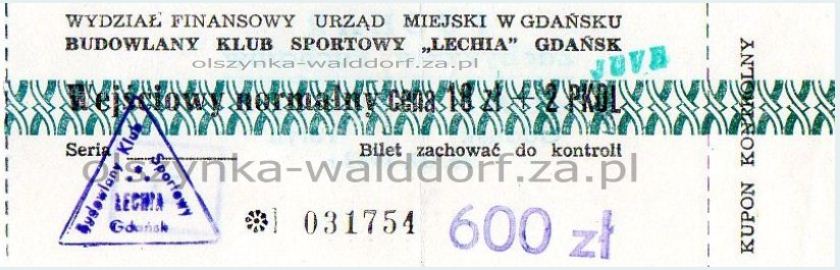 WYDZIAŁ FINANSOWY URZĄD MIEJSKI W GDAŃSKU
BUDOWLANY KLUB SPORTOWY „LECHIA” GDAŃSK
olszynka-walddorf.za.pl
JUVE
Wejściowy normalny cena 18 zł + 2 PKOL
Seria
Bilet zachować do kontroli
olszynka-walddorf.za.pl
Budowlany Klub Sportowy
LECHIA
Gdańsk
031754
600 zł
KUPON KONTROLNY